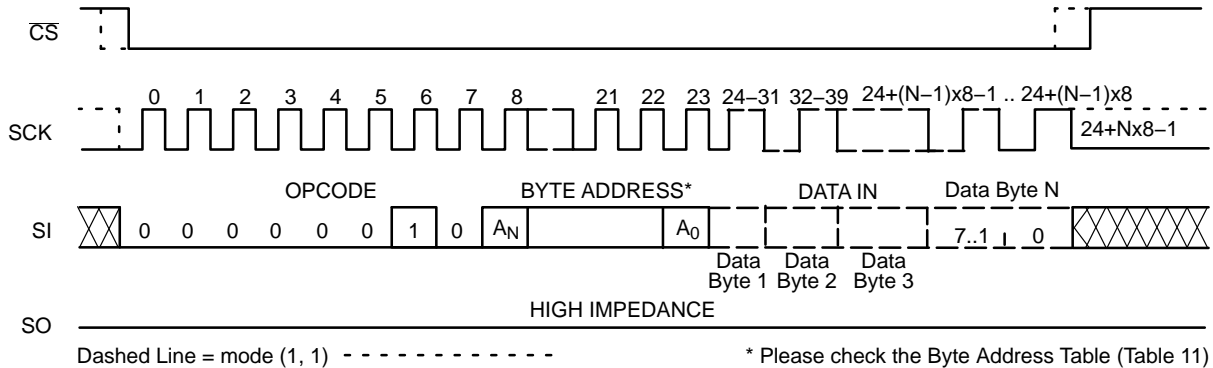 CS
0 1 2 3 4 5 6 7 8 21 22 23 24–31 32–39 24+(N–1)x8–1 .. 24+(N–1)x8
SCK
24+Nx8–1
OPCODE BYTE ADDRESS* DATA IN Data Byte N
SI 0 0 0 0 0 0 1 0 AN A0 7..1 0
Data Byte 1 Data Byte 2 Data Byte 3
HIGH IMPEDANCE
SO
Dashed Line = mode (1, 1) * Please check the Byte Address Table (Table 11)